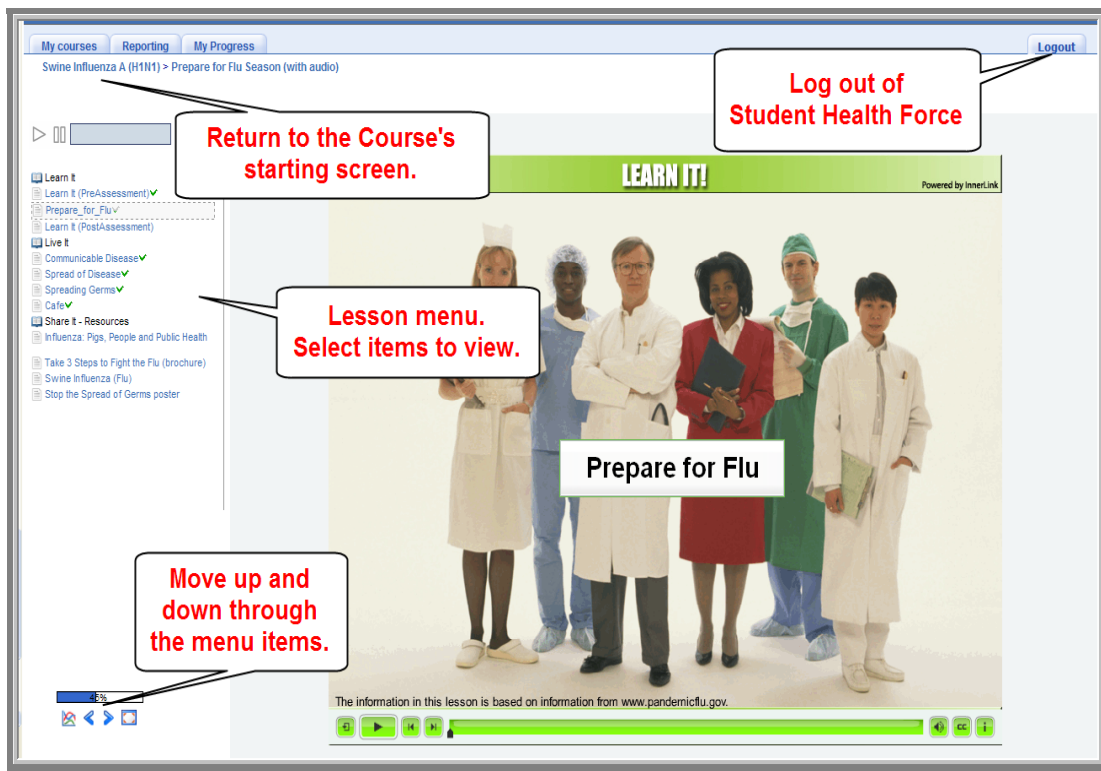 My courses Reporting My Progress Logout
Swine Influenza A (H1N1) > Prepare for Flu Season (with audio)
Log out of
Student Health Force
Return to the Course's
starting screen.
LEARN IT!
Powered by InnerLink
Learn It
Learn It (PreAssessment)
Prepare_for_Flu
Learn It (PostAssessment)
Live It
Communicable Disease
Spread of Disease
Spreading Germs
Cafe
Share It - Resources
Influenza: Pigs, People and Public Health
Take 3 Steps to Fight the Flu (brochure)
Swine Influenza (Flu)
Stop the Spread of Germs poster
Lesson menu.
Select items to view.
Prepare for Flu
Move up and
down through
the menu items.
45%
The information in this lesson is based on information from www.pandemicflu.gov.
CC i